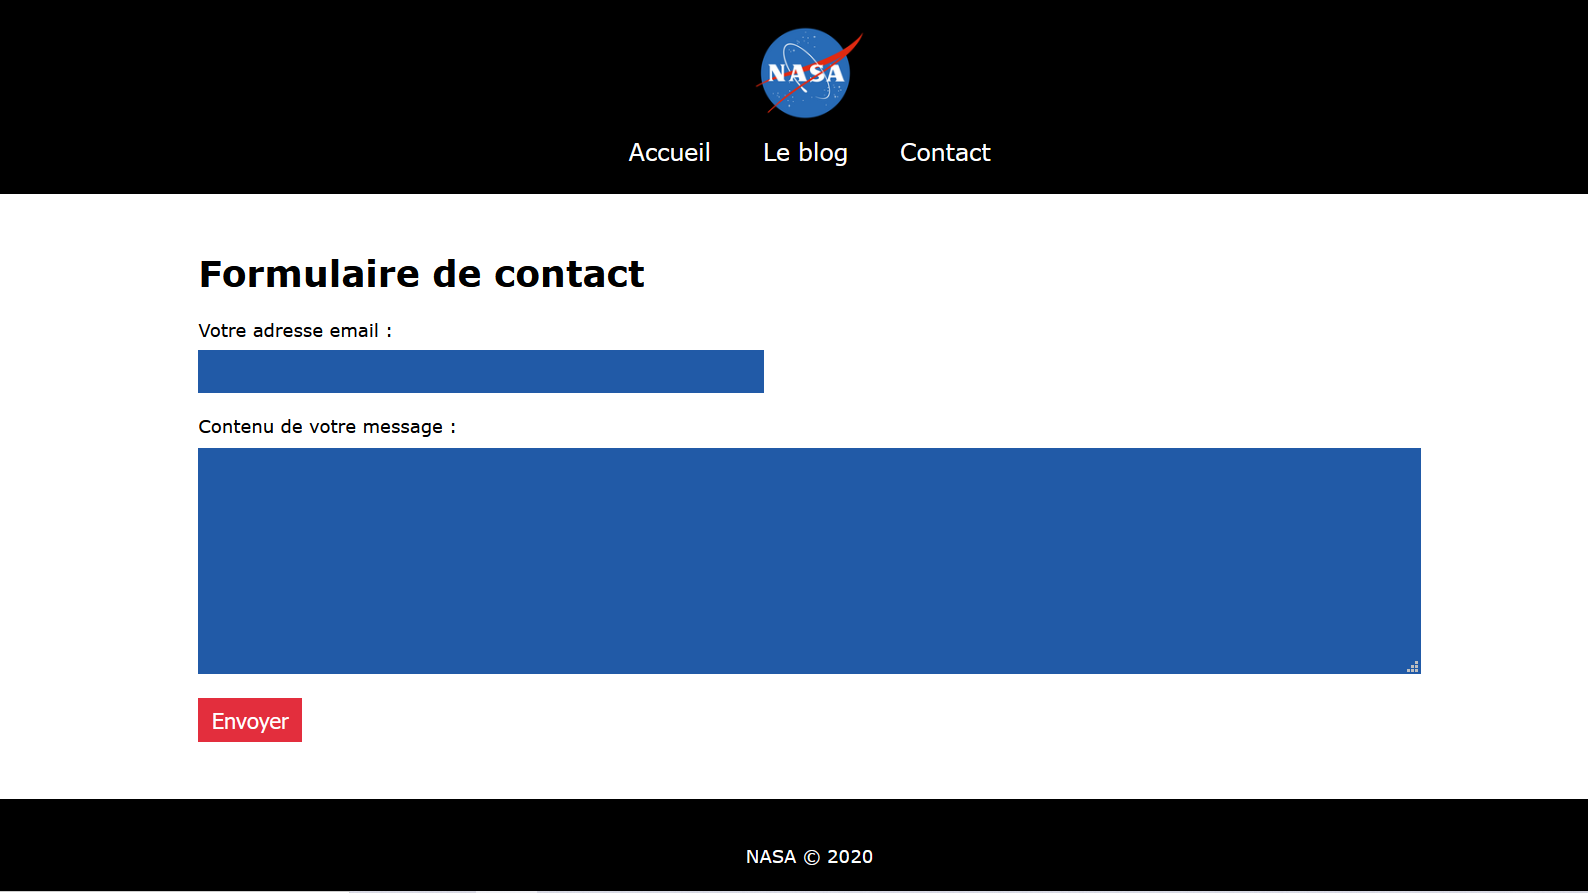 NASA
Accueil Le blog Contact
Formulaire de contact
Votre adresse email :
Contenu de votre message :
Envoyer
NASA © 2020